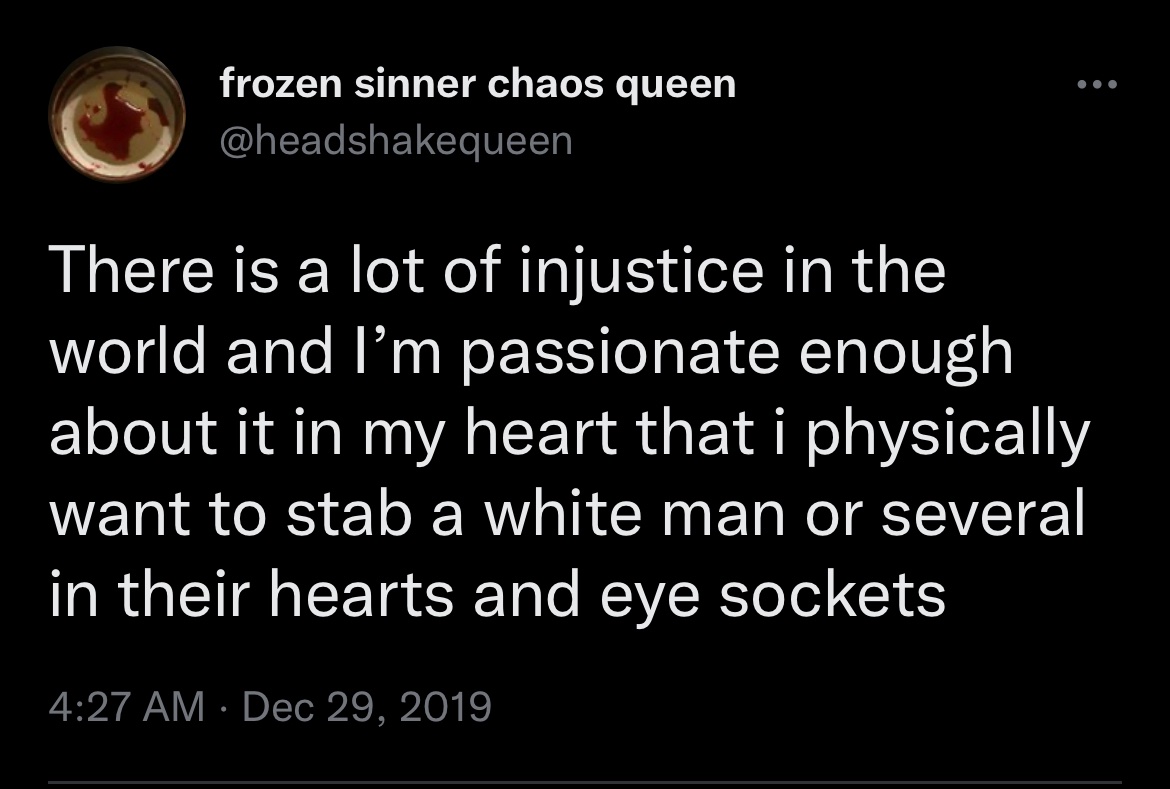 frozen sinner chaos queen
@headshakequeen
There is a lot of injustice in the
world and I’m passionate enough
about it in my heart that i physically
want to stab a white man or several
in their hearts and eye sockets
4:27 AM · Dec 29, 2019